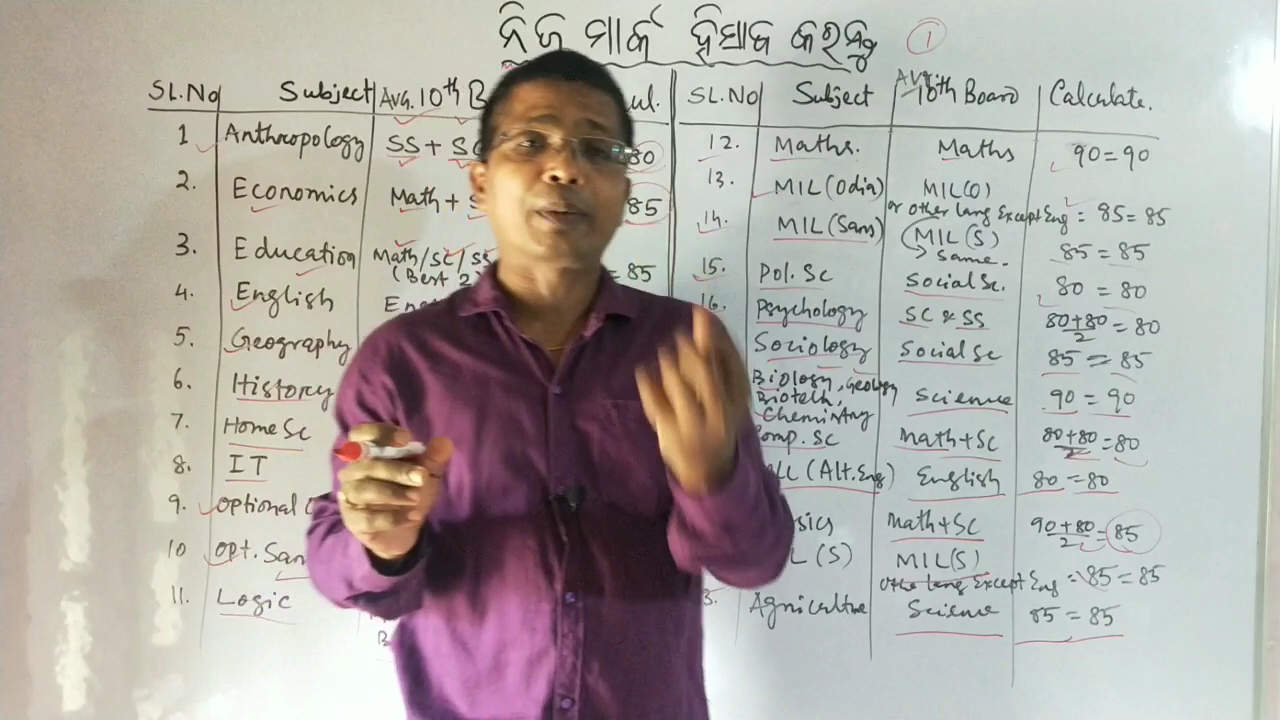 ନିଜ ମାର୍କ ହିସାବ କରନ୍ତୁ 1
SL.No Subject Avg. 10th
1 Anthropology SS + 80
2. Economics Math + 85
3. Education Math/SC/SS
(Best 2) = 85
4. English
5. Geography
6. History
7. Home Sc
8. IT
9. Optional
10 Opt.
11. Logic
SL.No Subject Avg. 10th Board Calculate.
12. Maths. Maths 90 = 90
13. MIL (Odia) MIL(O)
or other lang Except Eng = 85 = 85
14. MIL (Sans) (MIL (S)
→ same. 85 = 85
15. Pol. Sc Social Sc. 80 = 80
16. Psychology SC & SS 80+80/2 = 80
Sociology Social Sc 85 = 85
Biology, Geology
Biotech,
Chemistry Science 90 = 90
Comp. Sc math + Sc 80+80/2 = 80
(Alt. Eng) English 80 = 80
math + Sc 90+80/2 = 85
(S) MIL(S)
Othe lang Except Eng = 85 = 85
Agriculture Science 85 = 85